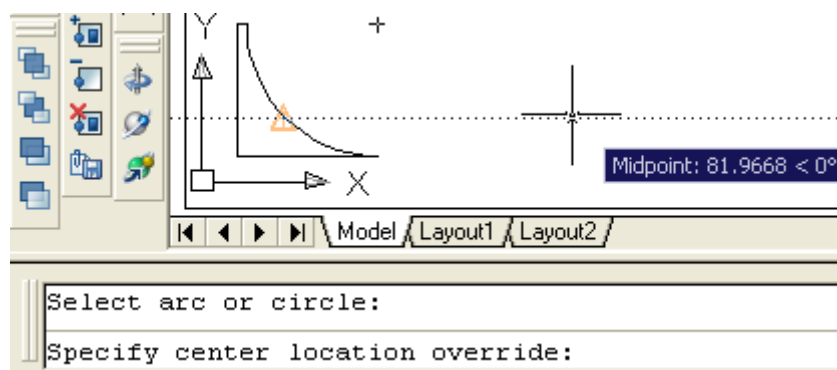 Y
Midpoint: 81.9668 < 0°
X
Model Layout1 Layout2
Select arc or circle:
Specify center location override: